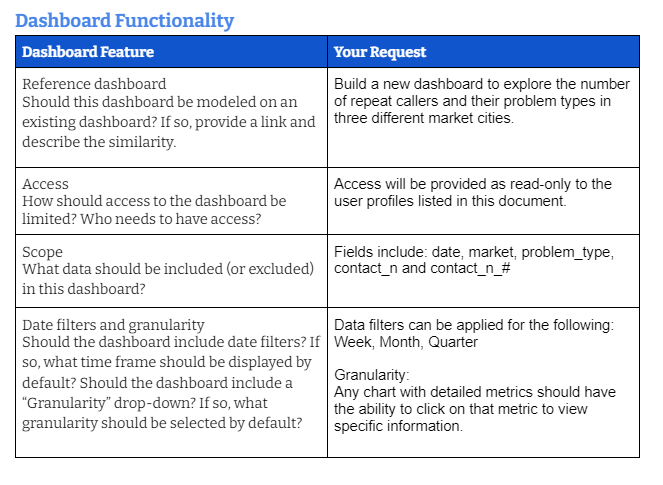 Dashboard Functionality
Dashboard Feature
Your Request
Reference dashboard
Should this dashboard be modeled on an
existing dashboard? If so, provide a link and
describe the similarity.
Build a new dashboard to explore the number
of repeat callers and their problem types in
three different market cities.
Access
How should access to the dashboard be
limited? Who needs to have access?
Access will be provided as read-only to the
user profiles listed in this document.
Scope
What data should be included (or excluded)
in this dashboard?
Fields include: date, market, problem_type,
contact_n and contact_n_#
Date filters and granularity
Should the dashboard include date filters? If
so, what time frame should be displayed by
default? Should the dashboard include a
“Granularity” drop-down? If so, what
granularity should be selected by default?
Data filters can be applied for the following:
Week, Month, Quarter
Granularity:
Any chart with detailed metrics should have
the ability to click on that metric to view
specific information.